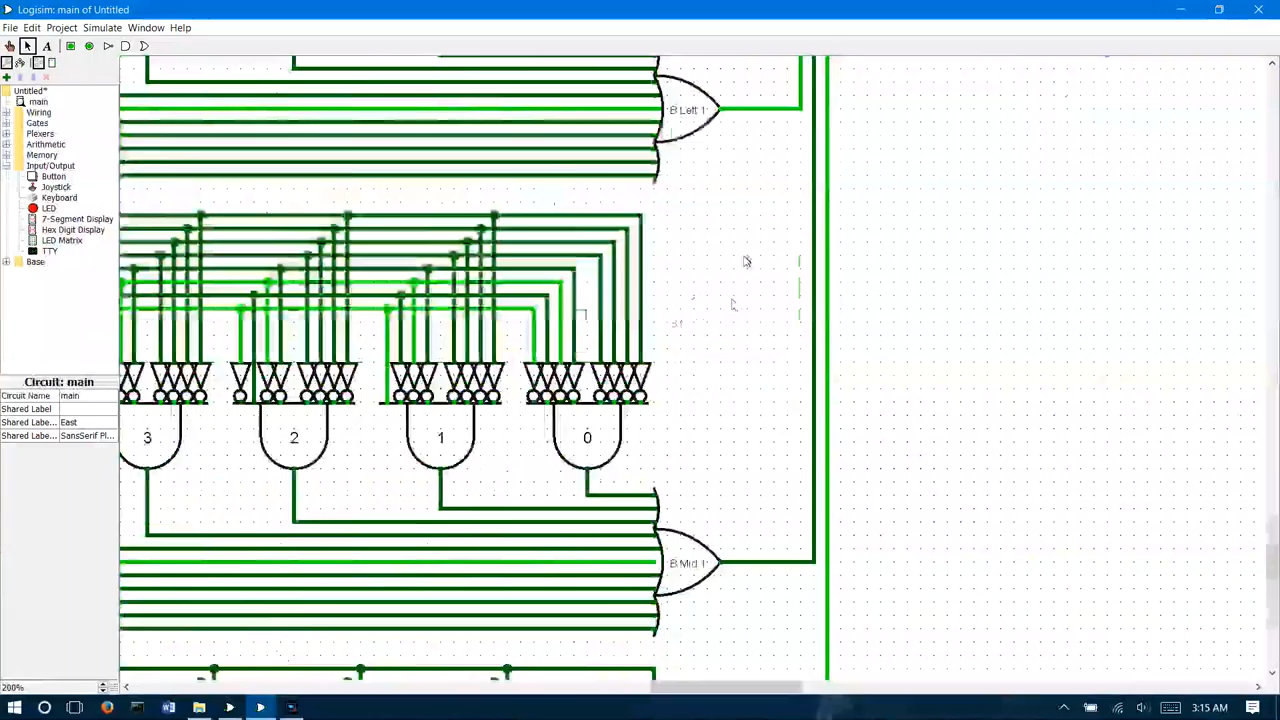 Logisim: main of Untitled
File Edit Project Simulate Window Help
A
Untitled*
main
Wiring
Gates
Plexers
Arithmetic
Memory
Input/Output
Button
Joystick
Keyboard
LED
7-Segment Display
Hex Digit Display
LED Matrix
TTY
Base
Circuit: main
Circuit Name main
Shared Label
Shared Labe... East
Shared Labe... SansSerif Pl...
200%
B Left 1
3 2 1 0
B Mid 1
3:15 AM